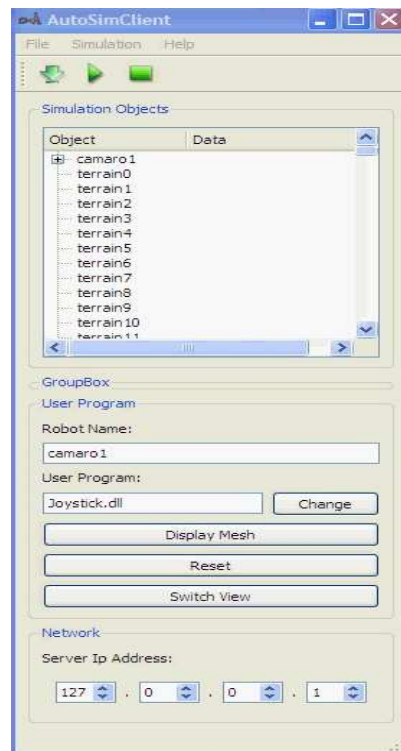 AutoSimClient
File Simulation Help
Simulation Objects
Object Data
camaro1
terrain0
terrain1
terrain2
terrain3
terrain4
terrain5
terrain6
terrain7
terrain8
terrain9
terrain10
terrain11
GroupBox
User Program
Robot Name:
camaro1
User Program:
Joystick.dll Change
Display Mesh
Reset
Switch View
Network
Server Ip Address:
127 . 0 . 0 . 1